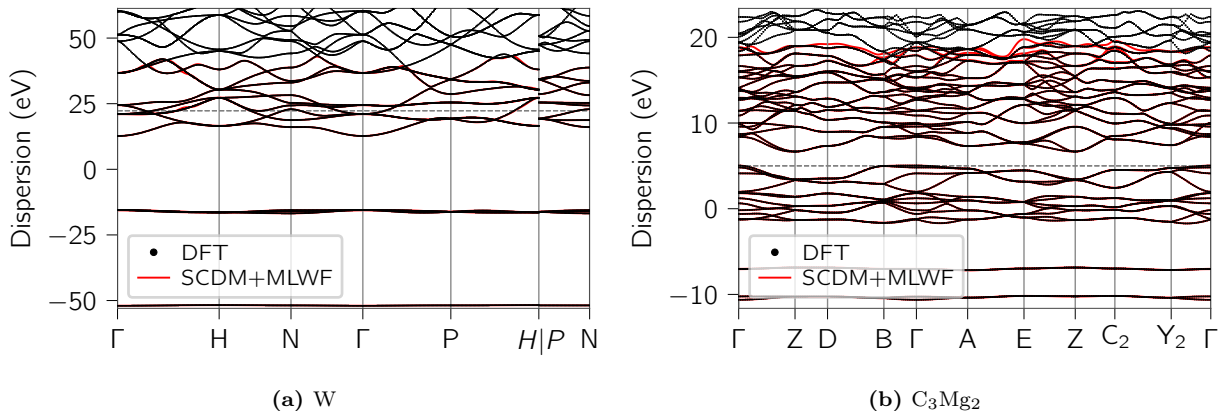 Dispersion (eV)
50
25
0
−25
−50
DFT
SCDM+MLWF
Γ H N Γ P H|P N
(a) W
Dispersion (eV)
20
10
0
−10
DFT
SCDM+MLWF
Γ Z D B Γ A E Z C₂ Y₂ Γ
(b) C₃Mg₂